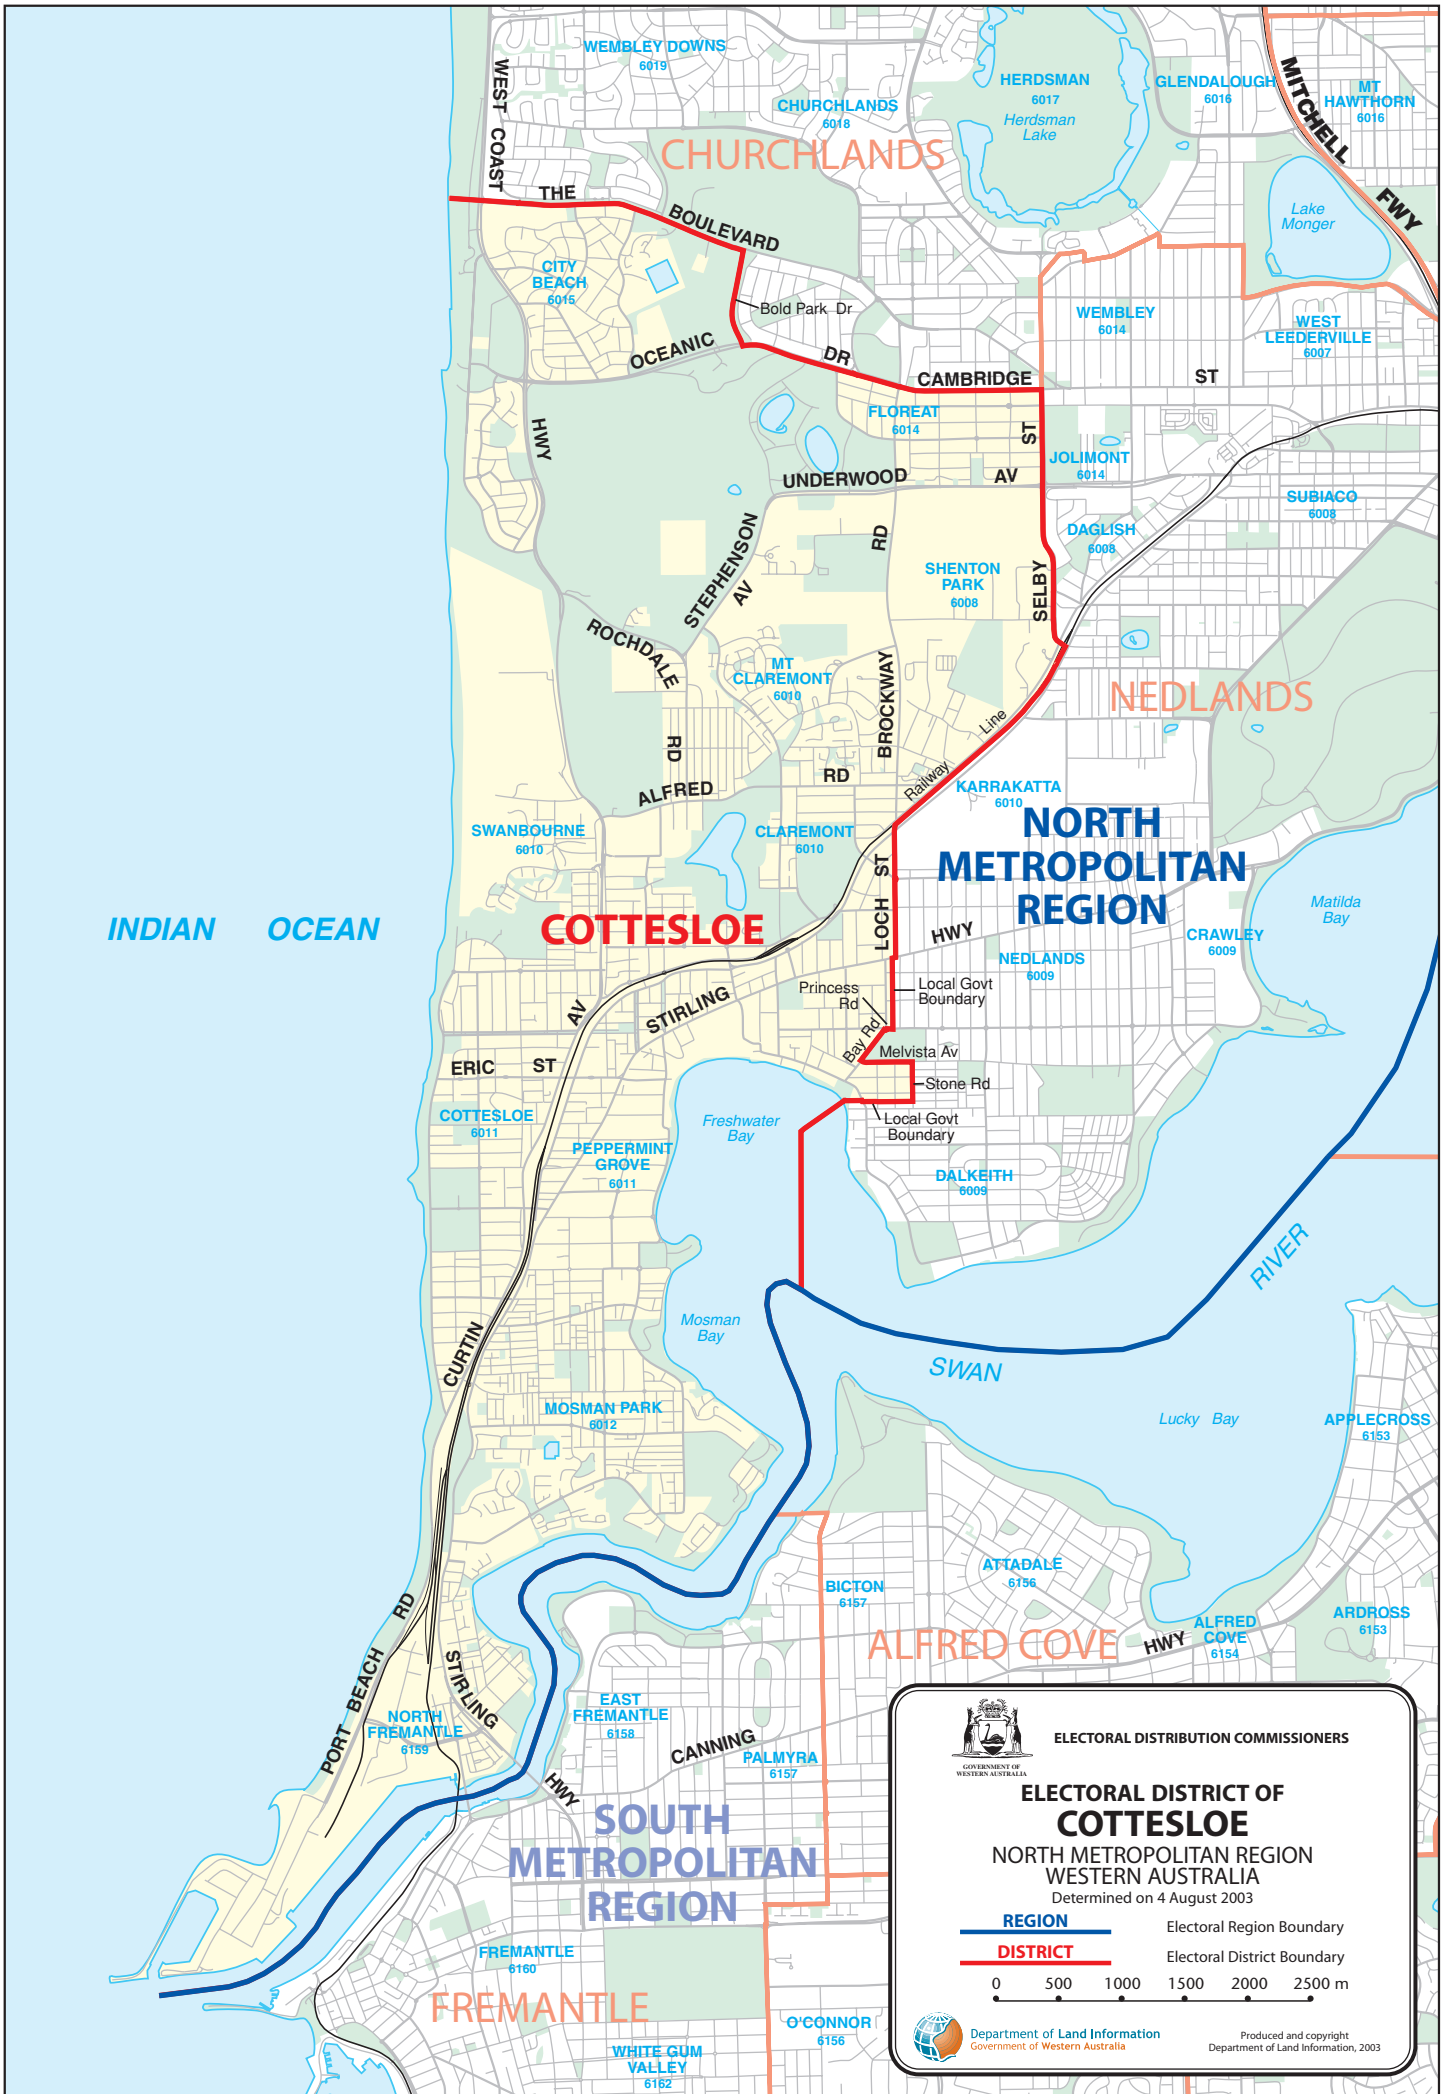 WEMBLEY DOWNS
6019
CHURCHLANDS
6018
HERDSMAN
6017
Herdsman
Lake
GLENDALOUGH
6016
MT
HAWTHORN
6016
MITCHELL
FWY
WEST COAST
CHURCHLANDS
THE
BOULEVARD
Lake
Monger
CITY
BEACH
6015
Bold Park Dr
WEMBLEY
6014
WEST
LEEDERVILLE
6007
OCEANIC
DR
CAMBRIDGE
ST
HWY
FLOREAT
6014
ST
JOLIMONT
6014
UNDERWOOD
AV
SUBIACO
6008
STEPHENSON
AV
RD
DAGLISH
6008
SHENTON
PARK
6008
SELBY
ROCHDALE
MT
CLAREMONT
6010
BROCKWAY
NEDLANDS
RD
Railway
Line
ALFRED
RD
KARRAKATTA
6010
SWANBOURNE
6010
CLAREMONT
6010
NORTH
METROPOLITAN
REGION
LOCH ST
INDIAN OCEAN
COTTESLOE
HWY
Matilda
Bay
CRAWLEY
6009
NEDLANDS
6009
Princess
Rd
Local Govt
Boundary
AV
STIRLING
Bay Rd
Melvista Av
ERIC
ST
Stone Rd
COTTESLOE
6011
Freshwater
Bay
Local Govt
Boundary
PEPPERMINT
GROVE
6011
DALKEITH
6009
RIVER
Mosman
Bay
CURTIN
SWAN
MOSMAN PARK
6012
Lucky Bay
APPLECROSS
6153
ATTADALE
6156
BICTON
6157
RD
ALFRED COVE
HWY
ALFRED
COVE
6154
ARDROSS
6153
PORT BEACH
STIRLING
NORTH
FREMANTLE
6159
EAST
FREMANTLE
6158
CANNING
PALMYRA
6157
HWY
SOUTH
METROPOLITAN
REGION
FREMANTLE
6160
FREMANTLE
O'CONNOR
6156
WHITE GUM
VALLEY
6162
GOVERNMENT OF
WESTERN AUSTRALIA
ELECTORAL DISTRIBUTION COMMISSIONERS
ELECTORAL DISTRICT OF
COTTESLOE
NORTH METROPOLITAN REGION
WESTERN AUSTRALIA
Determined on 4 August 2003
REGION
Electoral Region Boundary
DISTRICT
Electoral District Boundary
0 500 1000 1500 2000 2500 m
Department of Land Information
Government of Western Australia
Produced and copyright
Department of Land Information, 2003